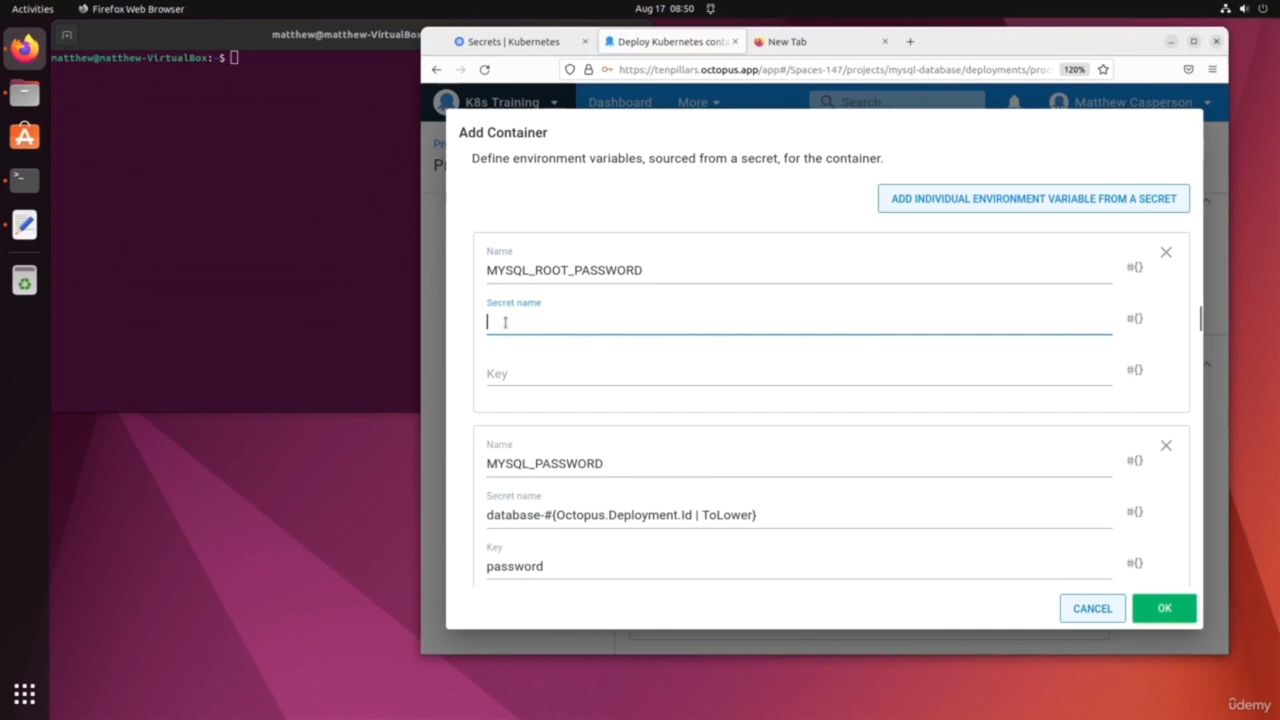 Activities
Firefox Web Browser
Aug 17 08:50
matthew@matthew-VirtualBox
matthew@matthew-VirtualBox:~$
Secrets | Kubernetes
Deploy Kubernetes cont
New Tab
https://tenpillars.octopus.app/app#/Spaces-147/projects/mysql-database/deployments/proc
120%
K8s Training
Dashboard
More
Search
Matthew Casperson
Add Container
Define environment variables, sourced from a secret, for the container.
ADD INDIVIDUAL ENVIRONMENT VARIABLE FROM A SECRET
Name
MYSQL_ROOT_PASSWORD
#{}
Secret name
#{}
Key
#{}
Name
MYSQL_PASSWORD
#{}
Secret name
database-#{Octopus.Deployment.Id | ToLower}
#{}
Key
password
#{}
CANCEL
OK
ûdemy